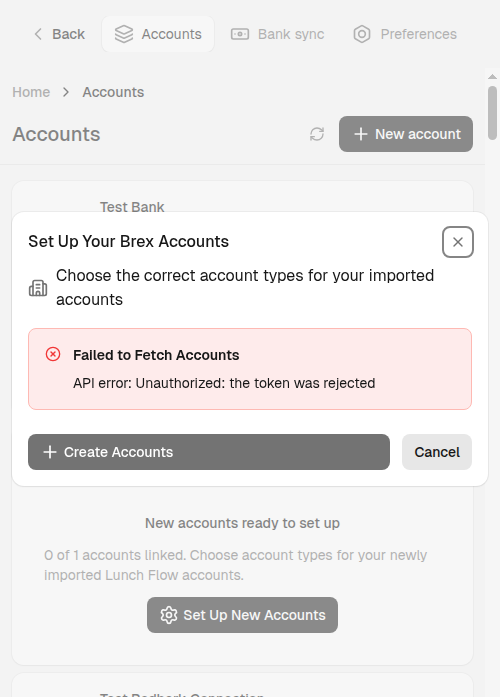 Back
Accounts
Bank sync
Preferences
Home
Accounts
Accounts
New account
Test Bank
Set Up Your Brex Accounts
Choose the correct account types for your imported
accounts
Failed to Fetch Accounts
API error: Unauthorized: the token was rejected
Create Accounts
Cancel
New accounts ready to set up
0 of 1 accounts linked. Choose account types for your newly
imported Lunch Flow accounts.
Set Up New Accounts